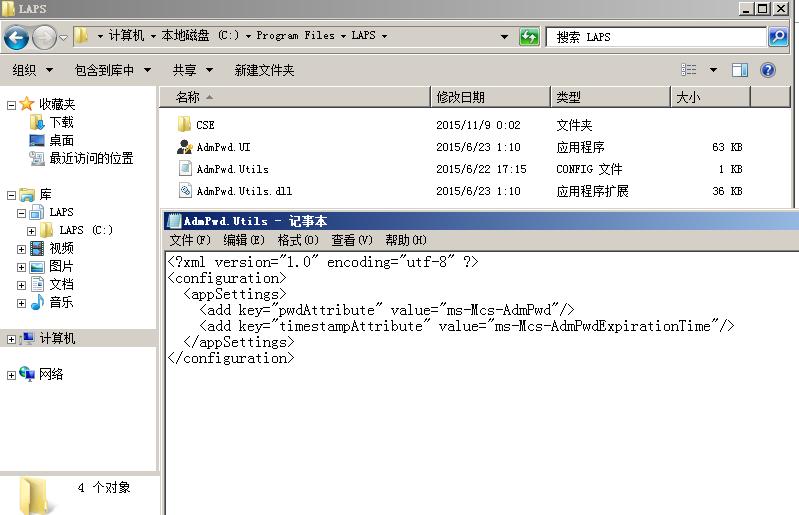 LAPS
计算机 本地磁盘 (C:) Program Files LAPS
搜索 LAPS
组织 包含到库中 共享 新建文件夹
名称 修改日期 类型 大小
CSE 2015/11/9 0:02 文件夹
AdmPwd.UI 2015/6/23 1:10 应用程序 63 KB
AdmPwd.Utils 2015/6/22 17:15 CONFIG 文件 1 KB
AdmPwd.Utils.dll 2015/6/23 1:10 应用程序扩展 36 KB
收藏夹
下载
桌面
最近访问的位置
库
LAPS
LAPS (C:)
视频
图片
文档
音乐
计算机
网络
4 个对象
AdmPwd.Utils - 记事本
文件(F) 编辑(E) 格式(O) 查看(V) 帮助(H)
<?xml version="1.0" encoding="utf-8" ?>
<configuration>
<appSettings>
<add key="pwdAttribute" value="ms-Mcs-AdmPwd"/>
<add key="timestampAttribute" value="ms-Mcs-AdmPwdExpirationTime"/>
</appSettings>
</configuration>